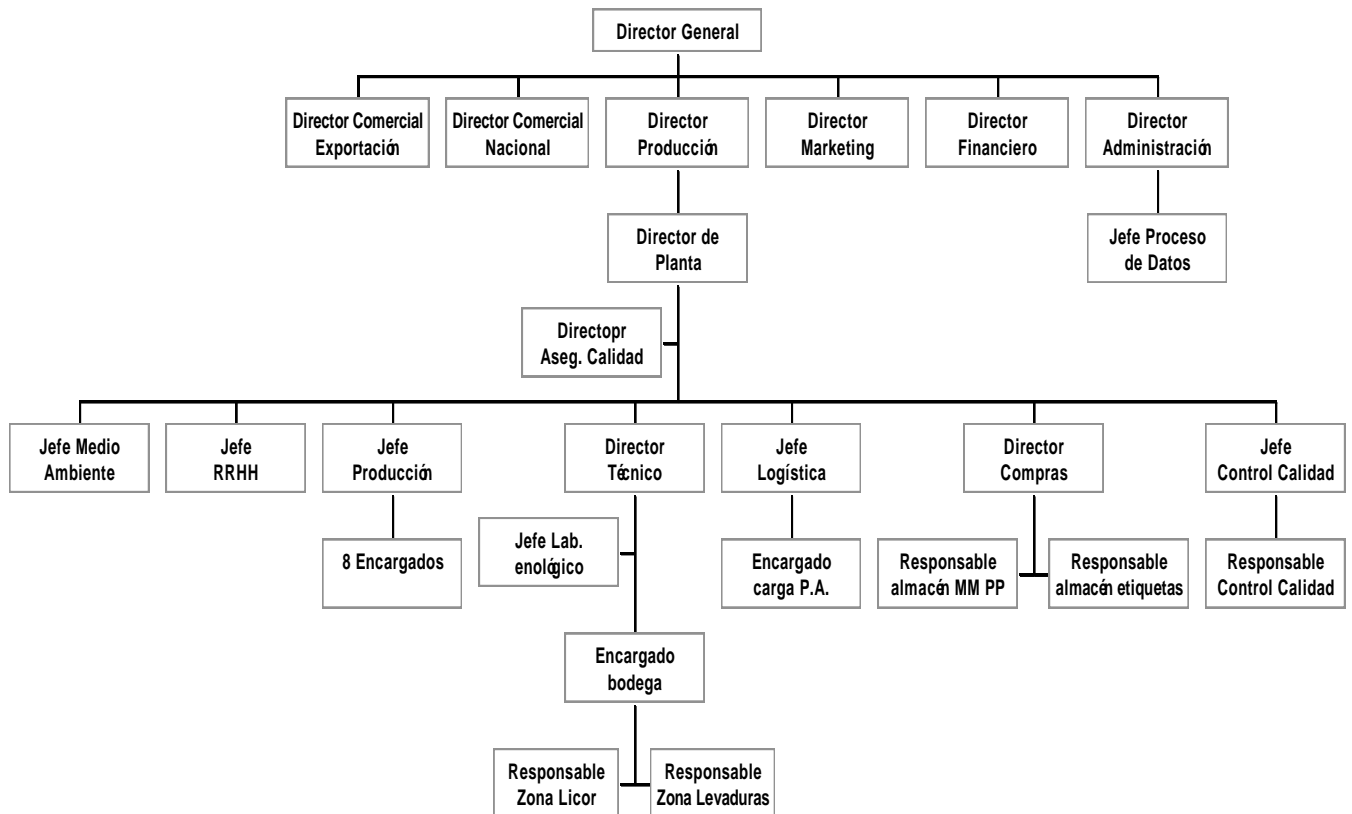 Director General
Director Comercial
Exportación
Director Comercial
Nacional
Director
Producción
Director
Marketing
Director
Financiero
Director
Administración
Director de
Planta
Jefe Proceso
de Datos
Directopr
Aseg. Calidad
Jefe Medio
Ambiente
Jefe
RRHH
Jefe
Producción
Director
Técnico
Jefe
Logística
Director
Compras
Jefe
Control Calidad
8 Encargados
Jefe Lab.
enológico
Encargado
carga P.A.
Responsable
almacén MM PP
Responsable
almacén etiquetas
Responsable
Control Calidad
Encargado
bodega
Responsable
Zona Licor
Responsable
Zona Levaduras